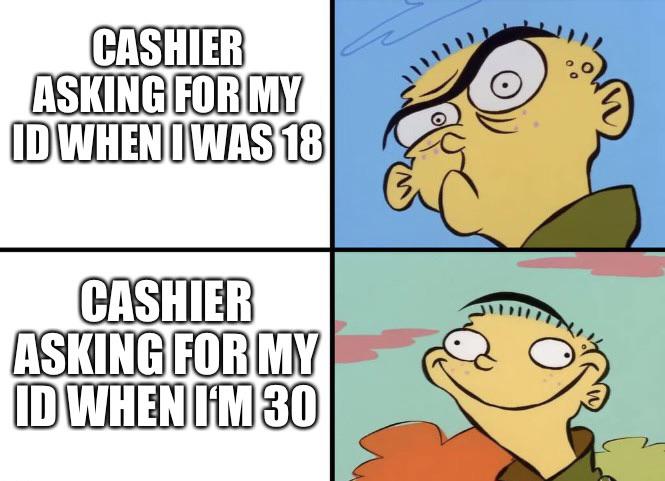 CASHIER
ASKING FOR MY
ID WHEN I WAS 18
CASHIER
ASKING FOR MY
ID WHEN I‘M 30